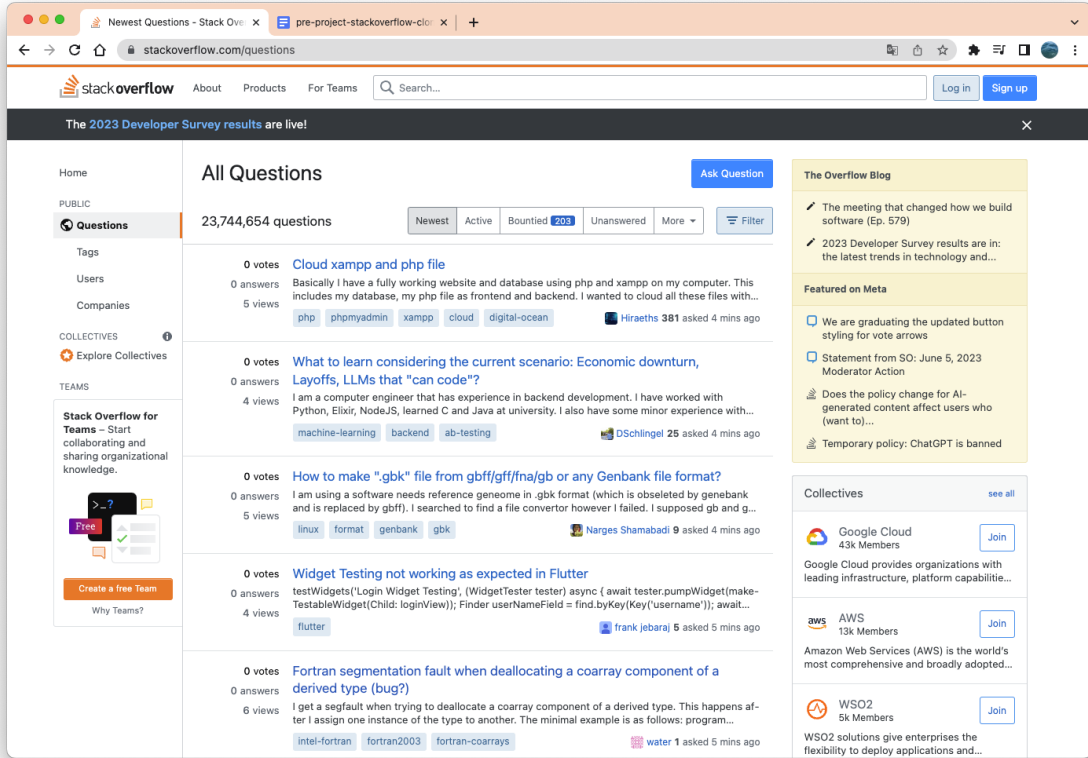 Newest Questions - Stack Ove
pre-project-stackoverflow-clor
stackoverflow.com/questions
stackoverflow
About
Products
For Teams
Search...
Log in
Sign up
The 2023 Developer Survey results are live!
Home
PUBLIC
Questions
Tags
Users
Companies
COLLECTIVES
Explore Collectives
TEAMS
Stack Overflow for
Teams – Start
collaborating and
sharing organizational
knowledge.
>_?
Free
Create a free Team
Why Teams?
All Questions
Ask Question
23,744,654 questions
Newest
Active
Bountied 203
Unanswered
More
Filter
0 votes
0 answers
5 views
Cloud xampp and php file
Basically I have a fully working website and database using php and xampp on my computer. This
includes my database, my php file as frontend and backend. I wanted to cloud all these files with...
php phpmyadmin xampp cloud digital-ocean
Hiraeths 381 asked 4 mins ago
0 votes
0 answers
4 views
What to learn considering the current scenario: Economic downturn,
Layoffs, LLMs that "can code"?
I am a computer engineer that has experience in backend development. I have worked with
Python, Elixir, NodeJS, learned C and Java at university. I also have some minor experience with...
machine-learning backend ab-testing
DSchlingel 25 asked 4 mins ago
0 votes
0 answers
5 views
How to make ".gbk" file from gbff/gff/fna/gb or any Genbank file format?
I am using a software needs reference geneome in .gbk format (which is obseleted by genebank
and is replaced by gbff). I searched to find a file convertor however I failed. I supposed gb and g...
linux format genbank gbk
Narges Shamabadi 9 asked 4 mins ago
0 votes
0 answers
4 views
Widget Testing not working as expected in Flutter
testWidgets('Login Widget Testing', (WidgetTester tester) async { await tester.pumpWidget(make-
TestableWidget(Child: loginView)); Finder userNameField = find.byKey(Key('username')); await...
flutter
frank jebaraj 5 asked 5 mins ago
0 votes
0 answers
6 views
Fortran segmentation fault when deallocating a coarray component of a
derived type (bug?)
I get a segfault when trying to deallocate a coarray component of a derived type. This happens af-
ter I assign one instance of the type to another. The minimal example is as follows: program...
intel-fortran fortran2003 fortran-coarrays
water 1 asked 5 mins ago
The Overflow Blog
The meeting that changed how we build
software (Ep. 579)
2023 Developer Survey results are in:
the latest trends in technology and...
Featured on Meta
We are graduating the updated button
styling for vote arrows
Statement from SO: June 5, 2023
Moderator Action
Does the policy change for AI-
generated content affect users who
(want to)...
Temporary policy: ChatGPT is banned
Collectives
see all
Google Cloud
43k Members
Join
Google Cloud provides organizations with
leading infrastructure, platform capabilitie...
aws
AWS
13k Members
Join
Amazon Web Services (AWS) is the world's
most comprehensive and broadly adopted...
WSO2
5k Members
Join
WSO2 solutions give enterprises the
flexibility to deploy applications and...